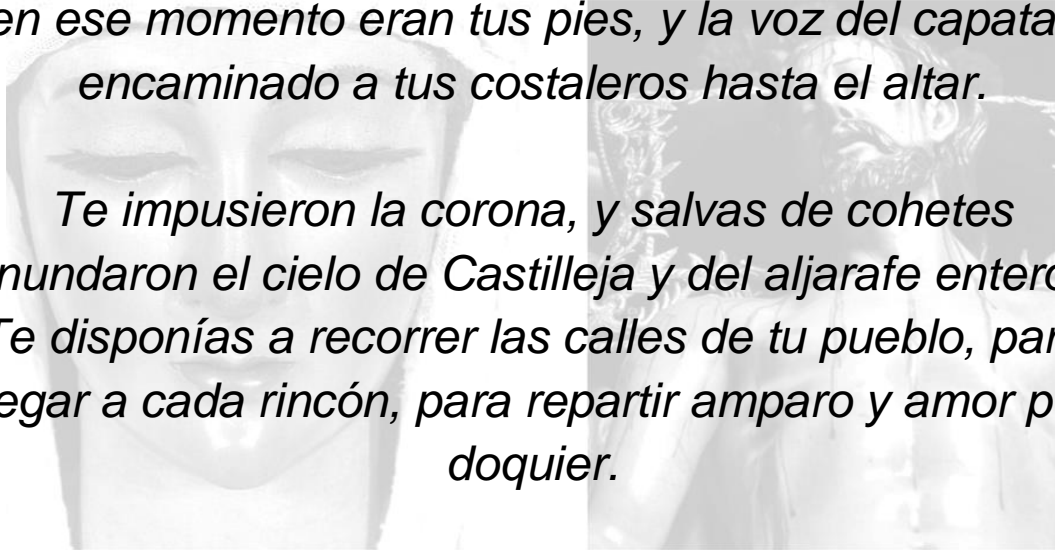 en ese momento eran tus pies, y la voz del capata
encaminado a tus costaleros hasta el altar.
Te impusieron la corona, y salvas de cohetes
nundaron el cielo de Castilleja y del aljarafe entero
Te disponías a recorrer las calles de tu pueblo, par
egar a cada rincón, para repartir amparo y amor p
doquier.